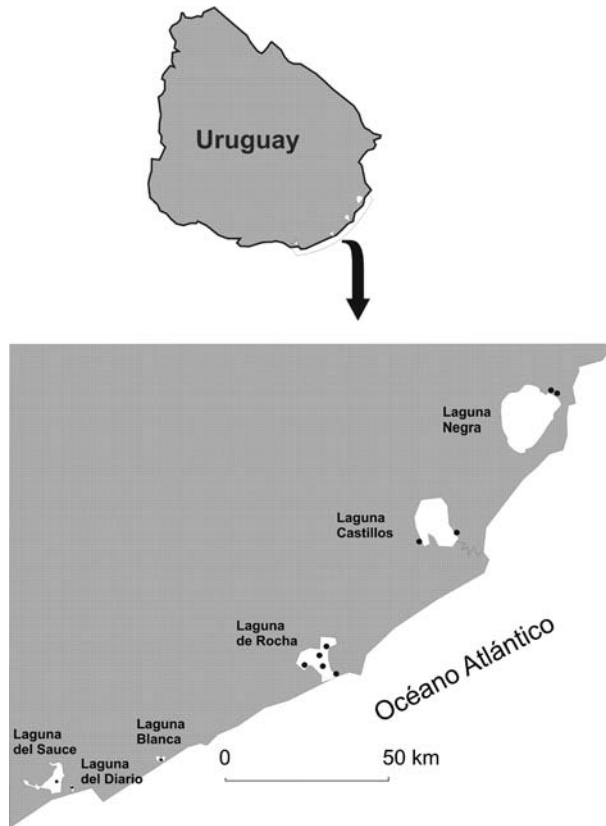 Uruguay
Laguna
Negra
Laguna
Castillos
Laguna
de Rocha
Océano Atlántico
Laguna
Blanca
Laguna
del Sauce
Laguna
del Diario
0
50 km